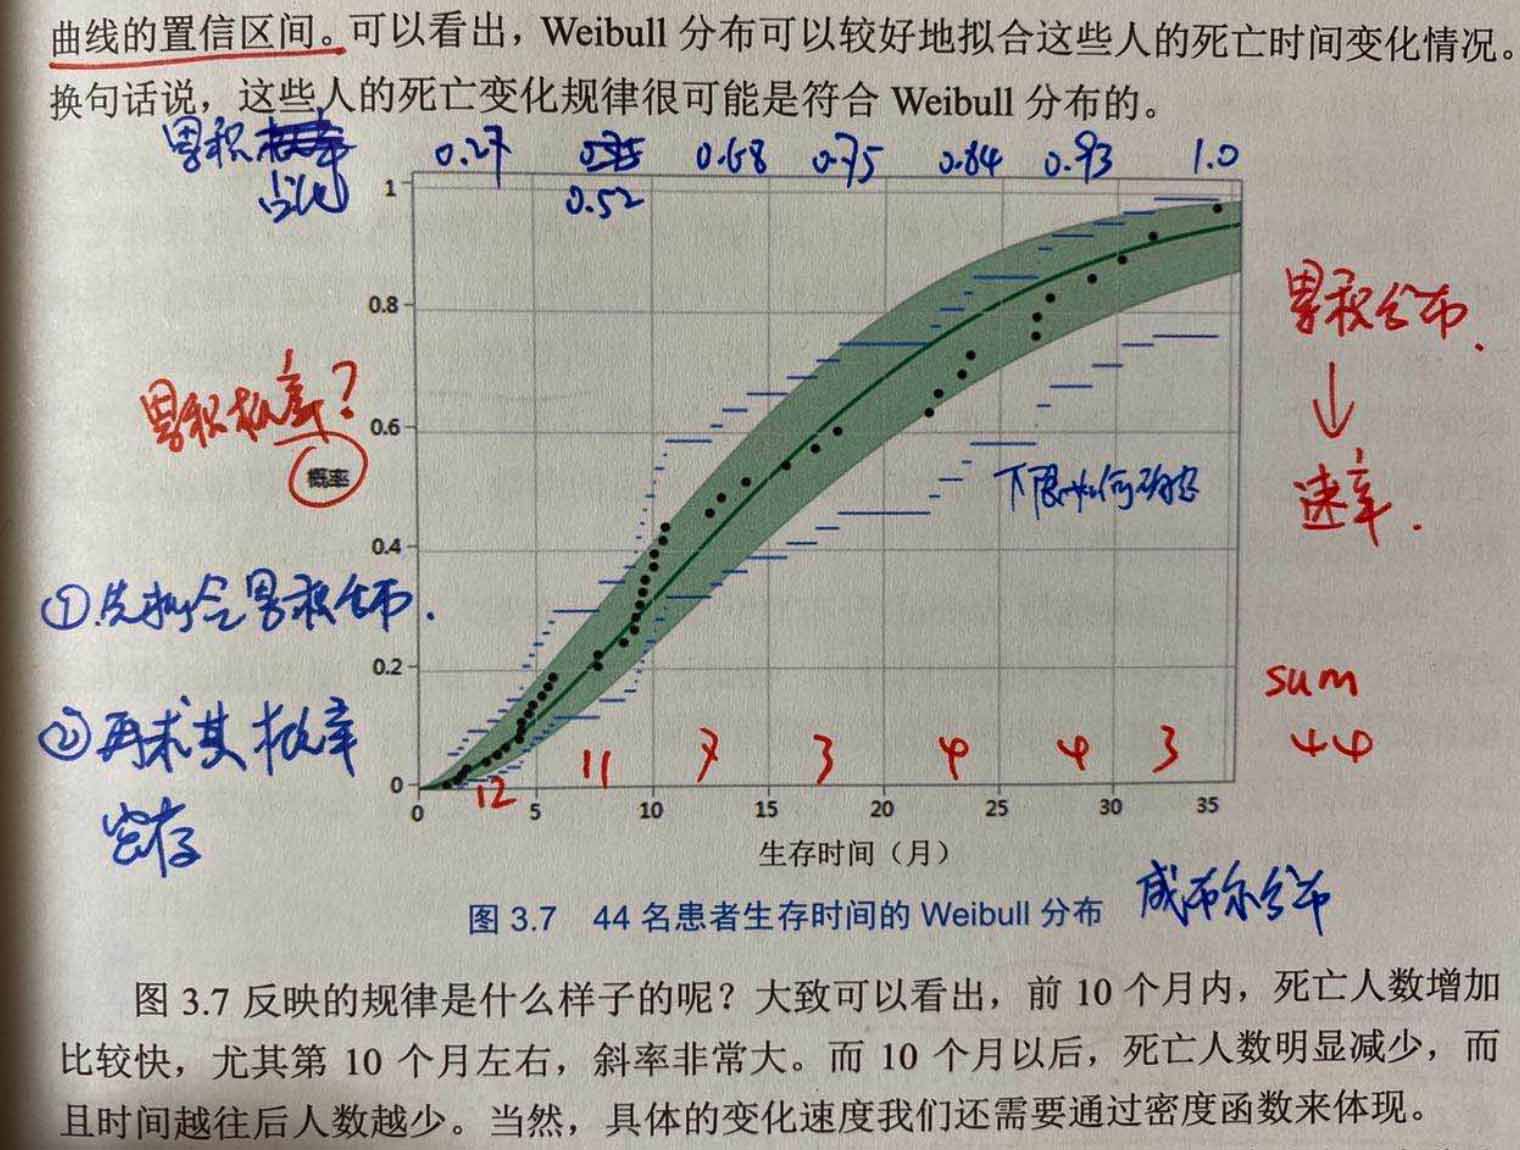 曲线的置信区间。可以看出，Weibull 分布可以较好地拟合这些人的死亡时间变化情况。
换句话说，这些人的死亡变化规律很可能是符合 Weibull 分布的。
累积概率 0.27 0.68 0.75 0.84 0.93 1.0
占比 0.52
1
0.8
累积分布.
累积概率?
0.6
概率
速率.
下限如何确定
0.4
①先拟合累积分布.
0.2
sum
②再求其概率
密存
12 11 7 3 4 4 3 44
0
0 5 10 15 20 25 30 35
生存时间（月）
图 3.7 44 名患者生存时间的 Weibull 分布
威布尔分布
图 3.7 反映的规律是什么样子的呢？大致可以看出，前 10 个月内，死亡人数增加
比较快，尤其第 10 个月左右，斜率非常大。而 10 个月以后，死亡人数明显减少，而
且时间越往后人数越少。当然，具体的变化速度我们还需要通过密度函数来体现。